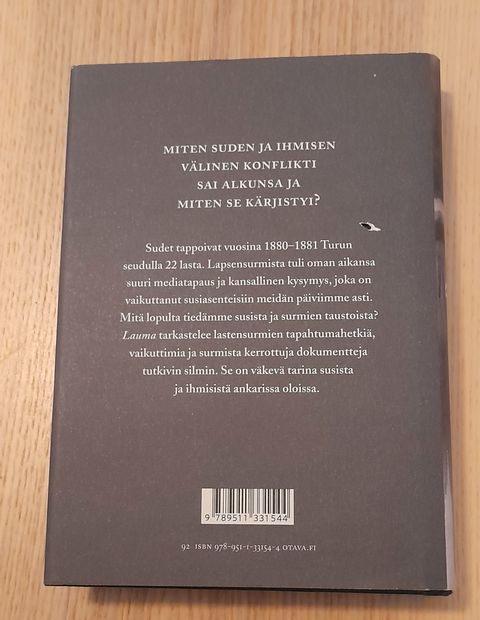 MITEN SUDEN JA IHMISEN
VÄLINEN KONFLIKTI
SAI ALKUNSA JA
MITEN SE KÄRJISTYI?
Sudet tappoivat vuosina 1880–1881 Turun
seudulla 22 lasta. Lapsensurmista tuli oman aikansa
suuri mediatapaus ja kansallinen kysymys, joka on
vaikuttanut susiasenteisiin meidän päiviimme asti.
Mitä lopulta tiedämme susista ja surmien taustoista?
Lauma tarkastelee lastensurmien tapahtumahetkiä,
vaikuttimia ja surmista kerrottuja dokumentteja
tutkivin silmin. Se on väkevä tarina susista
ja ihmisistä ankarissa oloissa.
9 789511 331544
92 ISBN 978-951-1-33154-4 OTAVA.FI